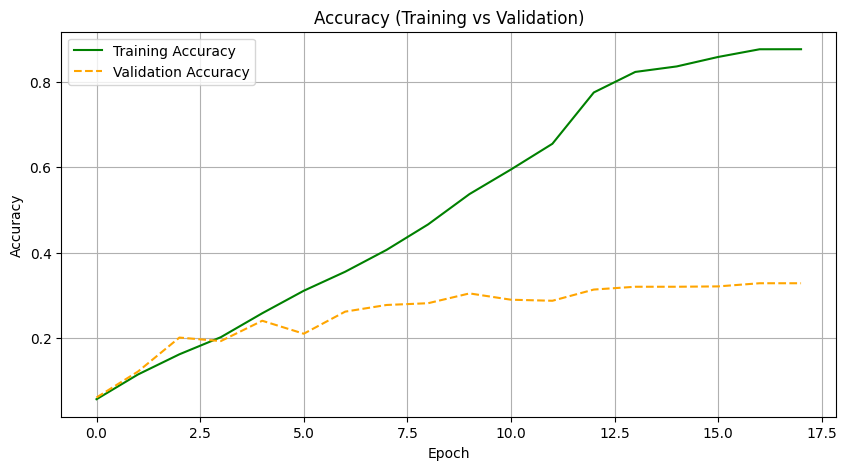 Accuracy (Training vs Validation)
Training Accuracy
Validation Accuracy
Accuracy
0.8
0.6
0.4
0.2
0.0 2.5 5.0 7.5 10.0 12.5 15.0 17.5
Epoch